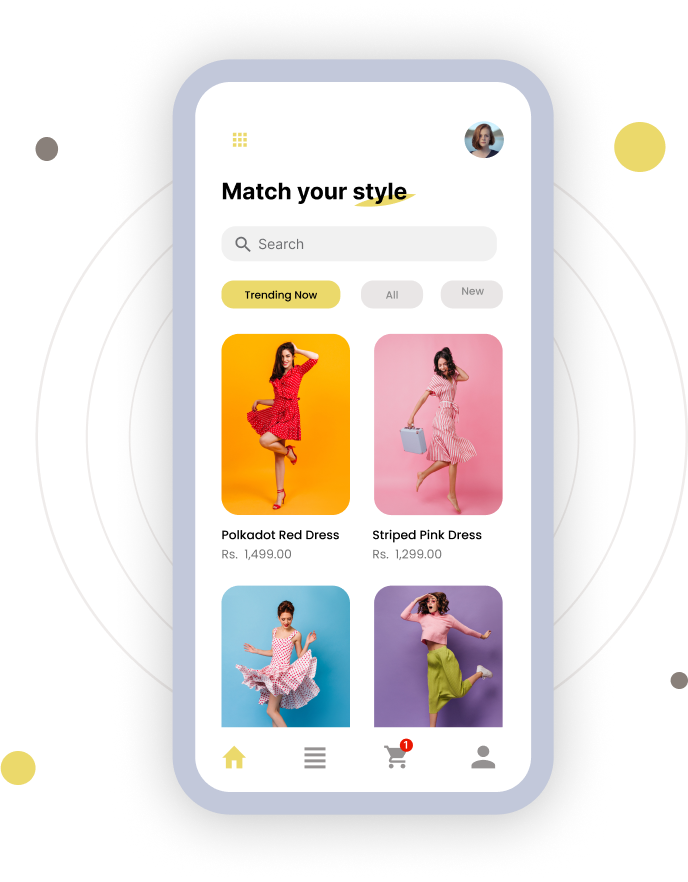 Match your style
Search
Trending Now
All
New
Polkadot Red Dress
Striped Pink Dress
Rs. 1,499.00
Rs. 1,299.00
1